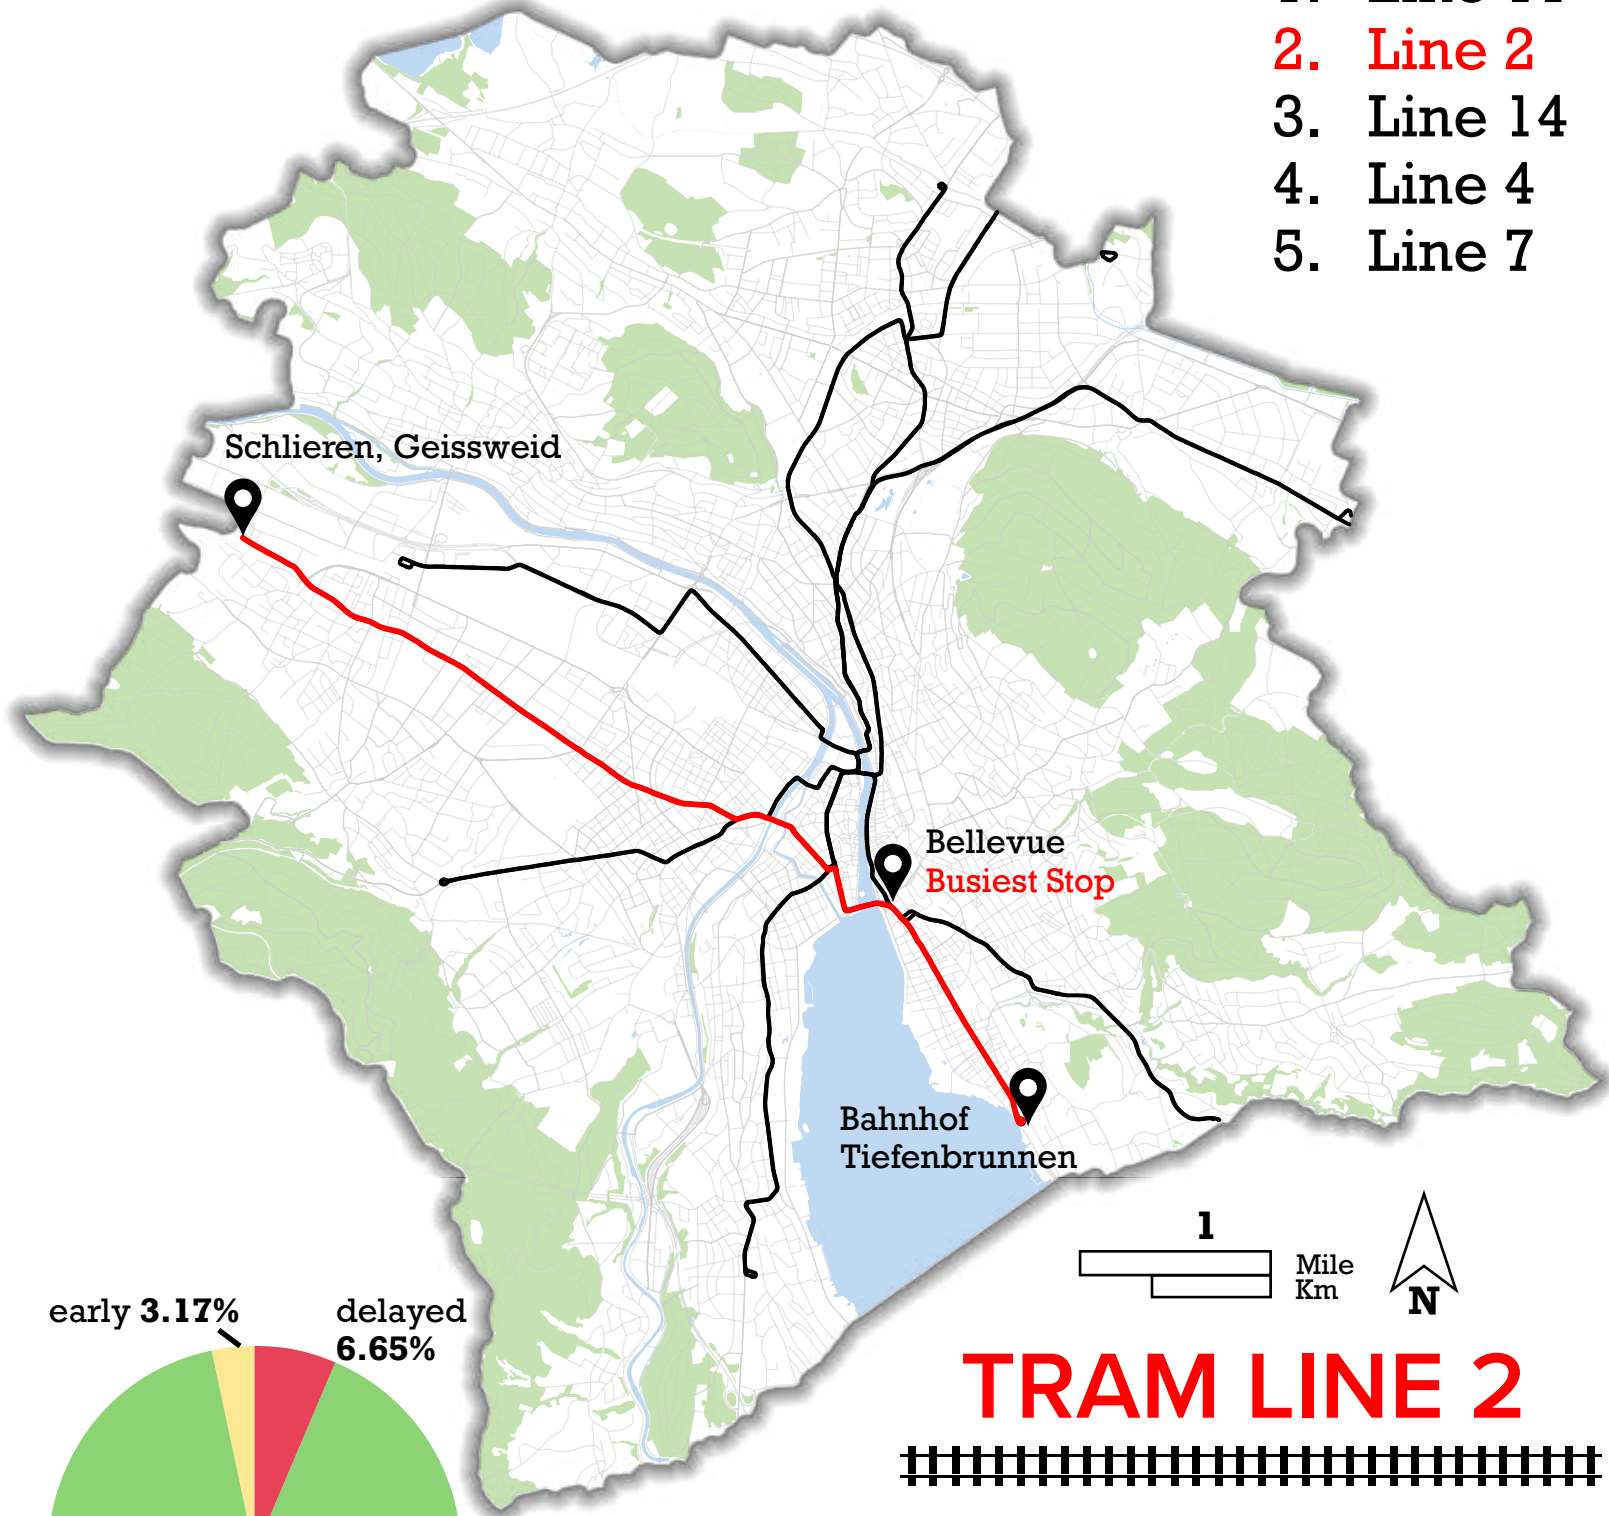 2. Line 2
3. Line 14
4. Line 4
5. Line 7
Schlieren, Geissweid
Bellevue
Busiest Stop
Bahnhof
Tiefenbrunnen
1
Mile
Km
N
early 3.17%
delayed
6.65%
TRAM LINE 2